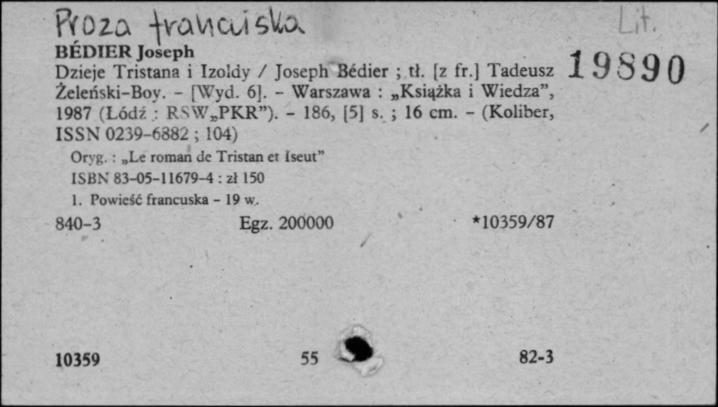 Proza francuska
Lit.
BÉDIER Joseph
19890
Dzieje Tristana i Izoldy / Joseph Bédier ; tł. [z fr.] Tadeusz
Żeleński-Boy. – [Wyd. 6]. – Warszawa : „Książka i Wiedza”,
1987 (Łódź : RSW„PKR”). – 186, [5] s. ; 16 cm. – (Koliber,
ISSN 0239-6882 ; 104)
Oryg. : „Le roman de Tristan et Iseut”
ISBN 83-05-11679-4 : zł 150
1. Powieść francuska – 19 w.
840-3 Egz. 200000 *10359/87
10359 55 82-3